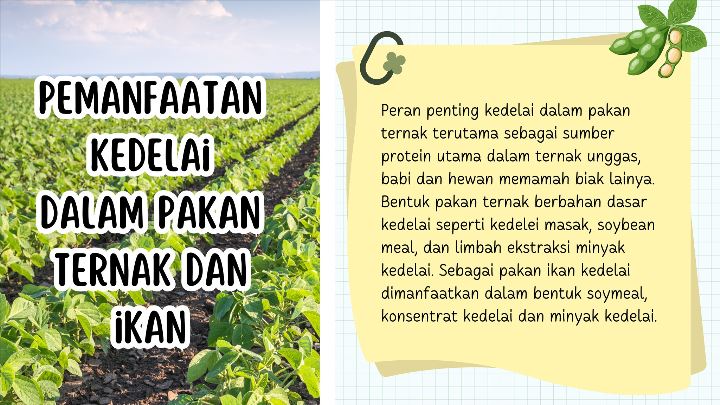 PEMANFAATAN
KEDELAi
DALAM PAKAN
TERNAK DAN
iKAN
Peran penting kedelai dalam pakan
ternak terutama sebagai sumber
protein utama dalam ternak unggas,
babi dan hewan memamah biak lainya.
Bentuk pakan ternak berbahan dasar
kedelai seperti kedelei masak, soybean
meal, dan limbah ekstraksi minyak
kedelai. Sebagai pakan ikan kedelai
dimanfaatkan dalam bentuk soymeal,
konsentrat kedelai dan minyak kedelai.